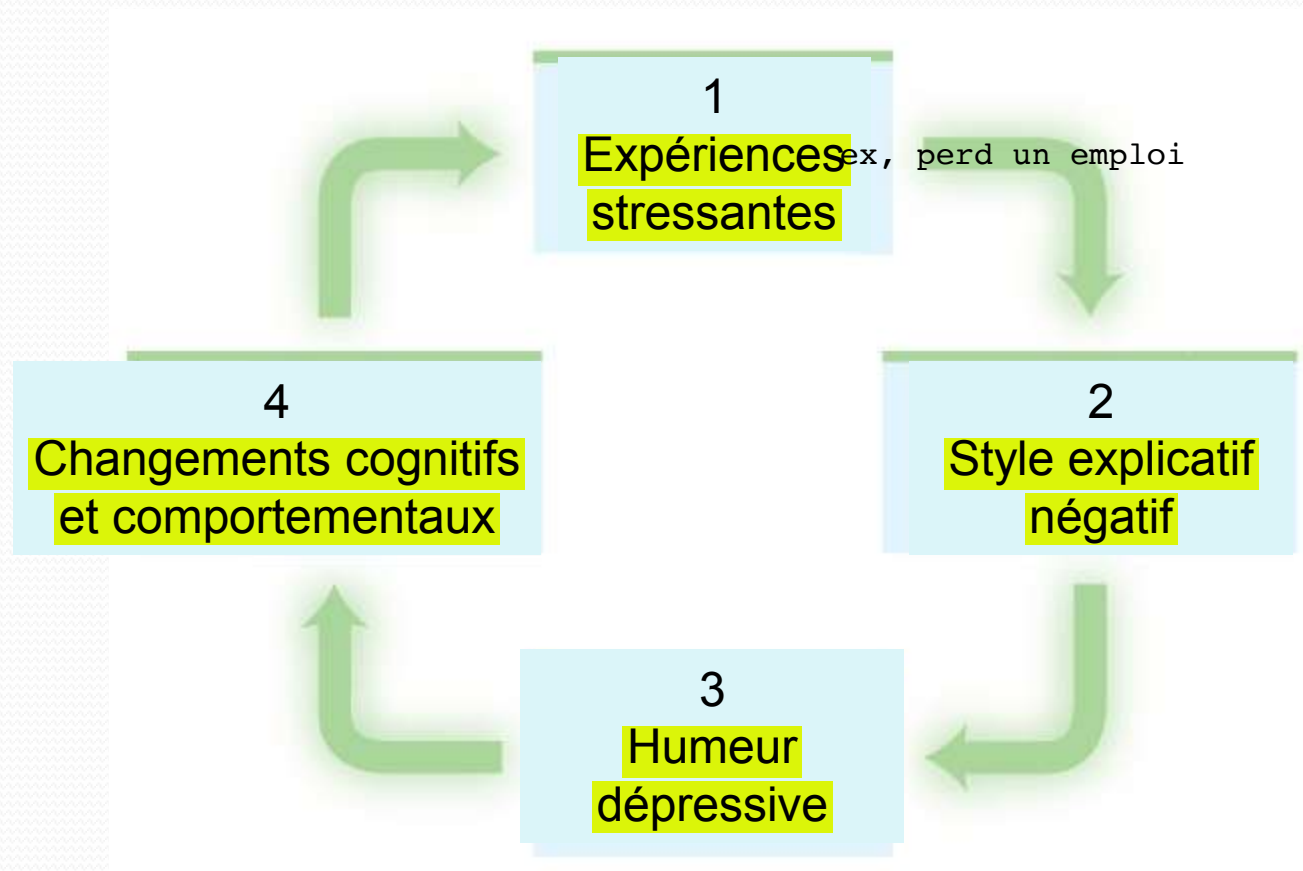 1
Expériences
stressantes
ex, perd un emploi
2
Style explicatif
négatif
3
Humeur
dépressive
4
Changements cognitifs
et comportementaux